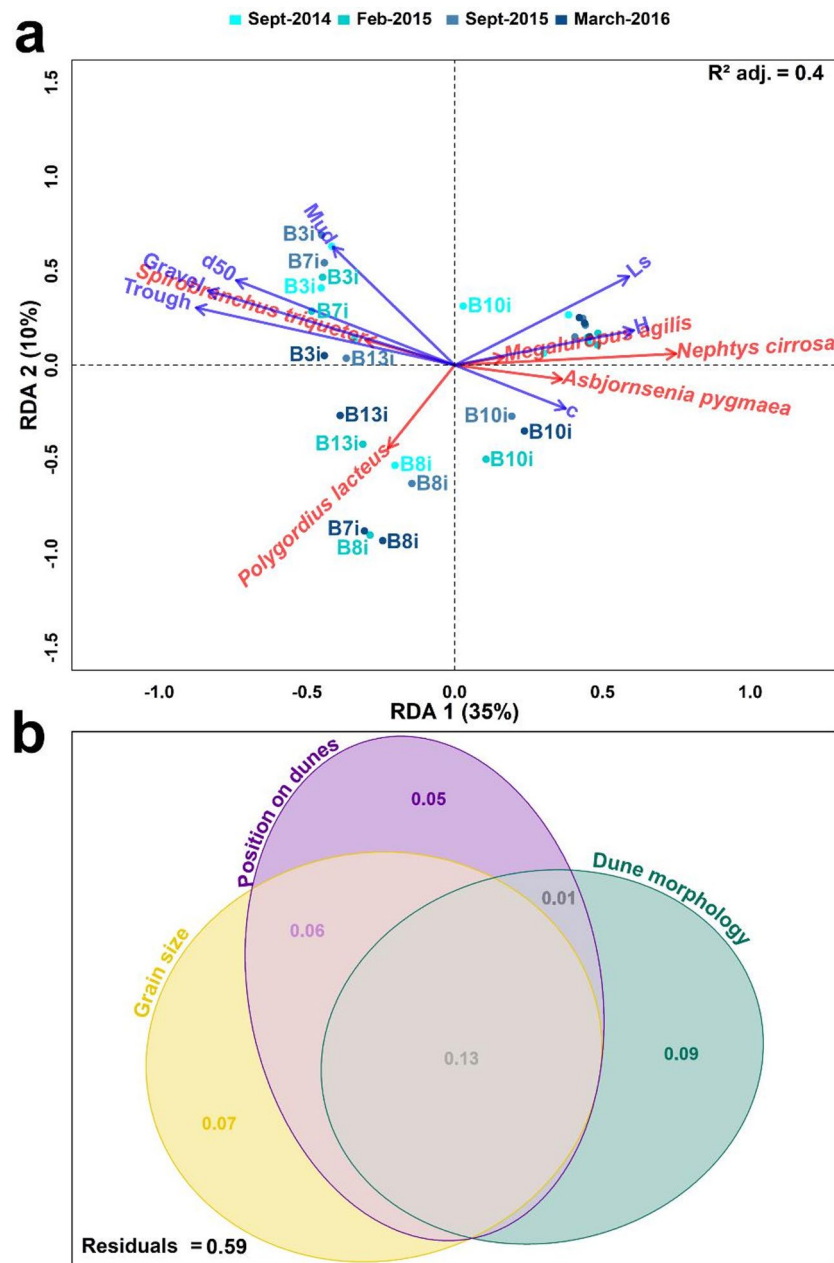 Sept-2014 Feb-2015 Sept-2015 March-2016
a
R² adj. = 0.4
1.5
1.0
0.5
0.0
-0.5
-1.0
-1.5
RDA 2 (10%)
Mud
B3i
B7i
B3i
B3i
B7i
d50
Gravel
Spirobranchus triqueter
Trough
B10i
Ls
H
Megaluropus agilis
Nephtys cirrosa
Asbjornsenia pygmaea
c
B3i
B13i
B13i
B13i
B10i
B10i
B10i
Polygordius lacteus
B8i
B8i
B7i
B8i
B8i
-1.0 -0.5 0.0 0.5 1.0
RDA 1 (35%)
b
Position on dunes
0.05
Dune morphology
0.01
0.06
Grain size
0.13
0.09
0.07
Residuals = 0.59